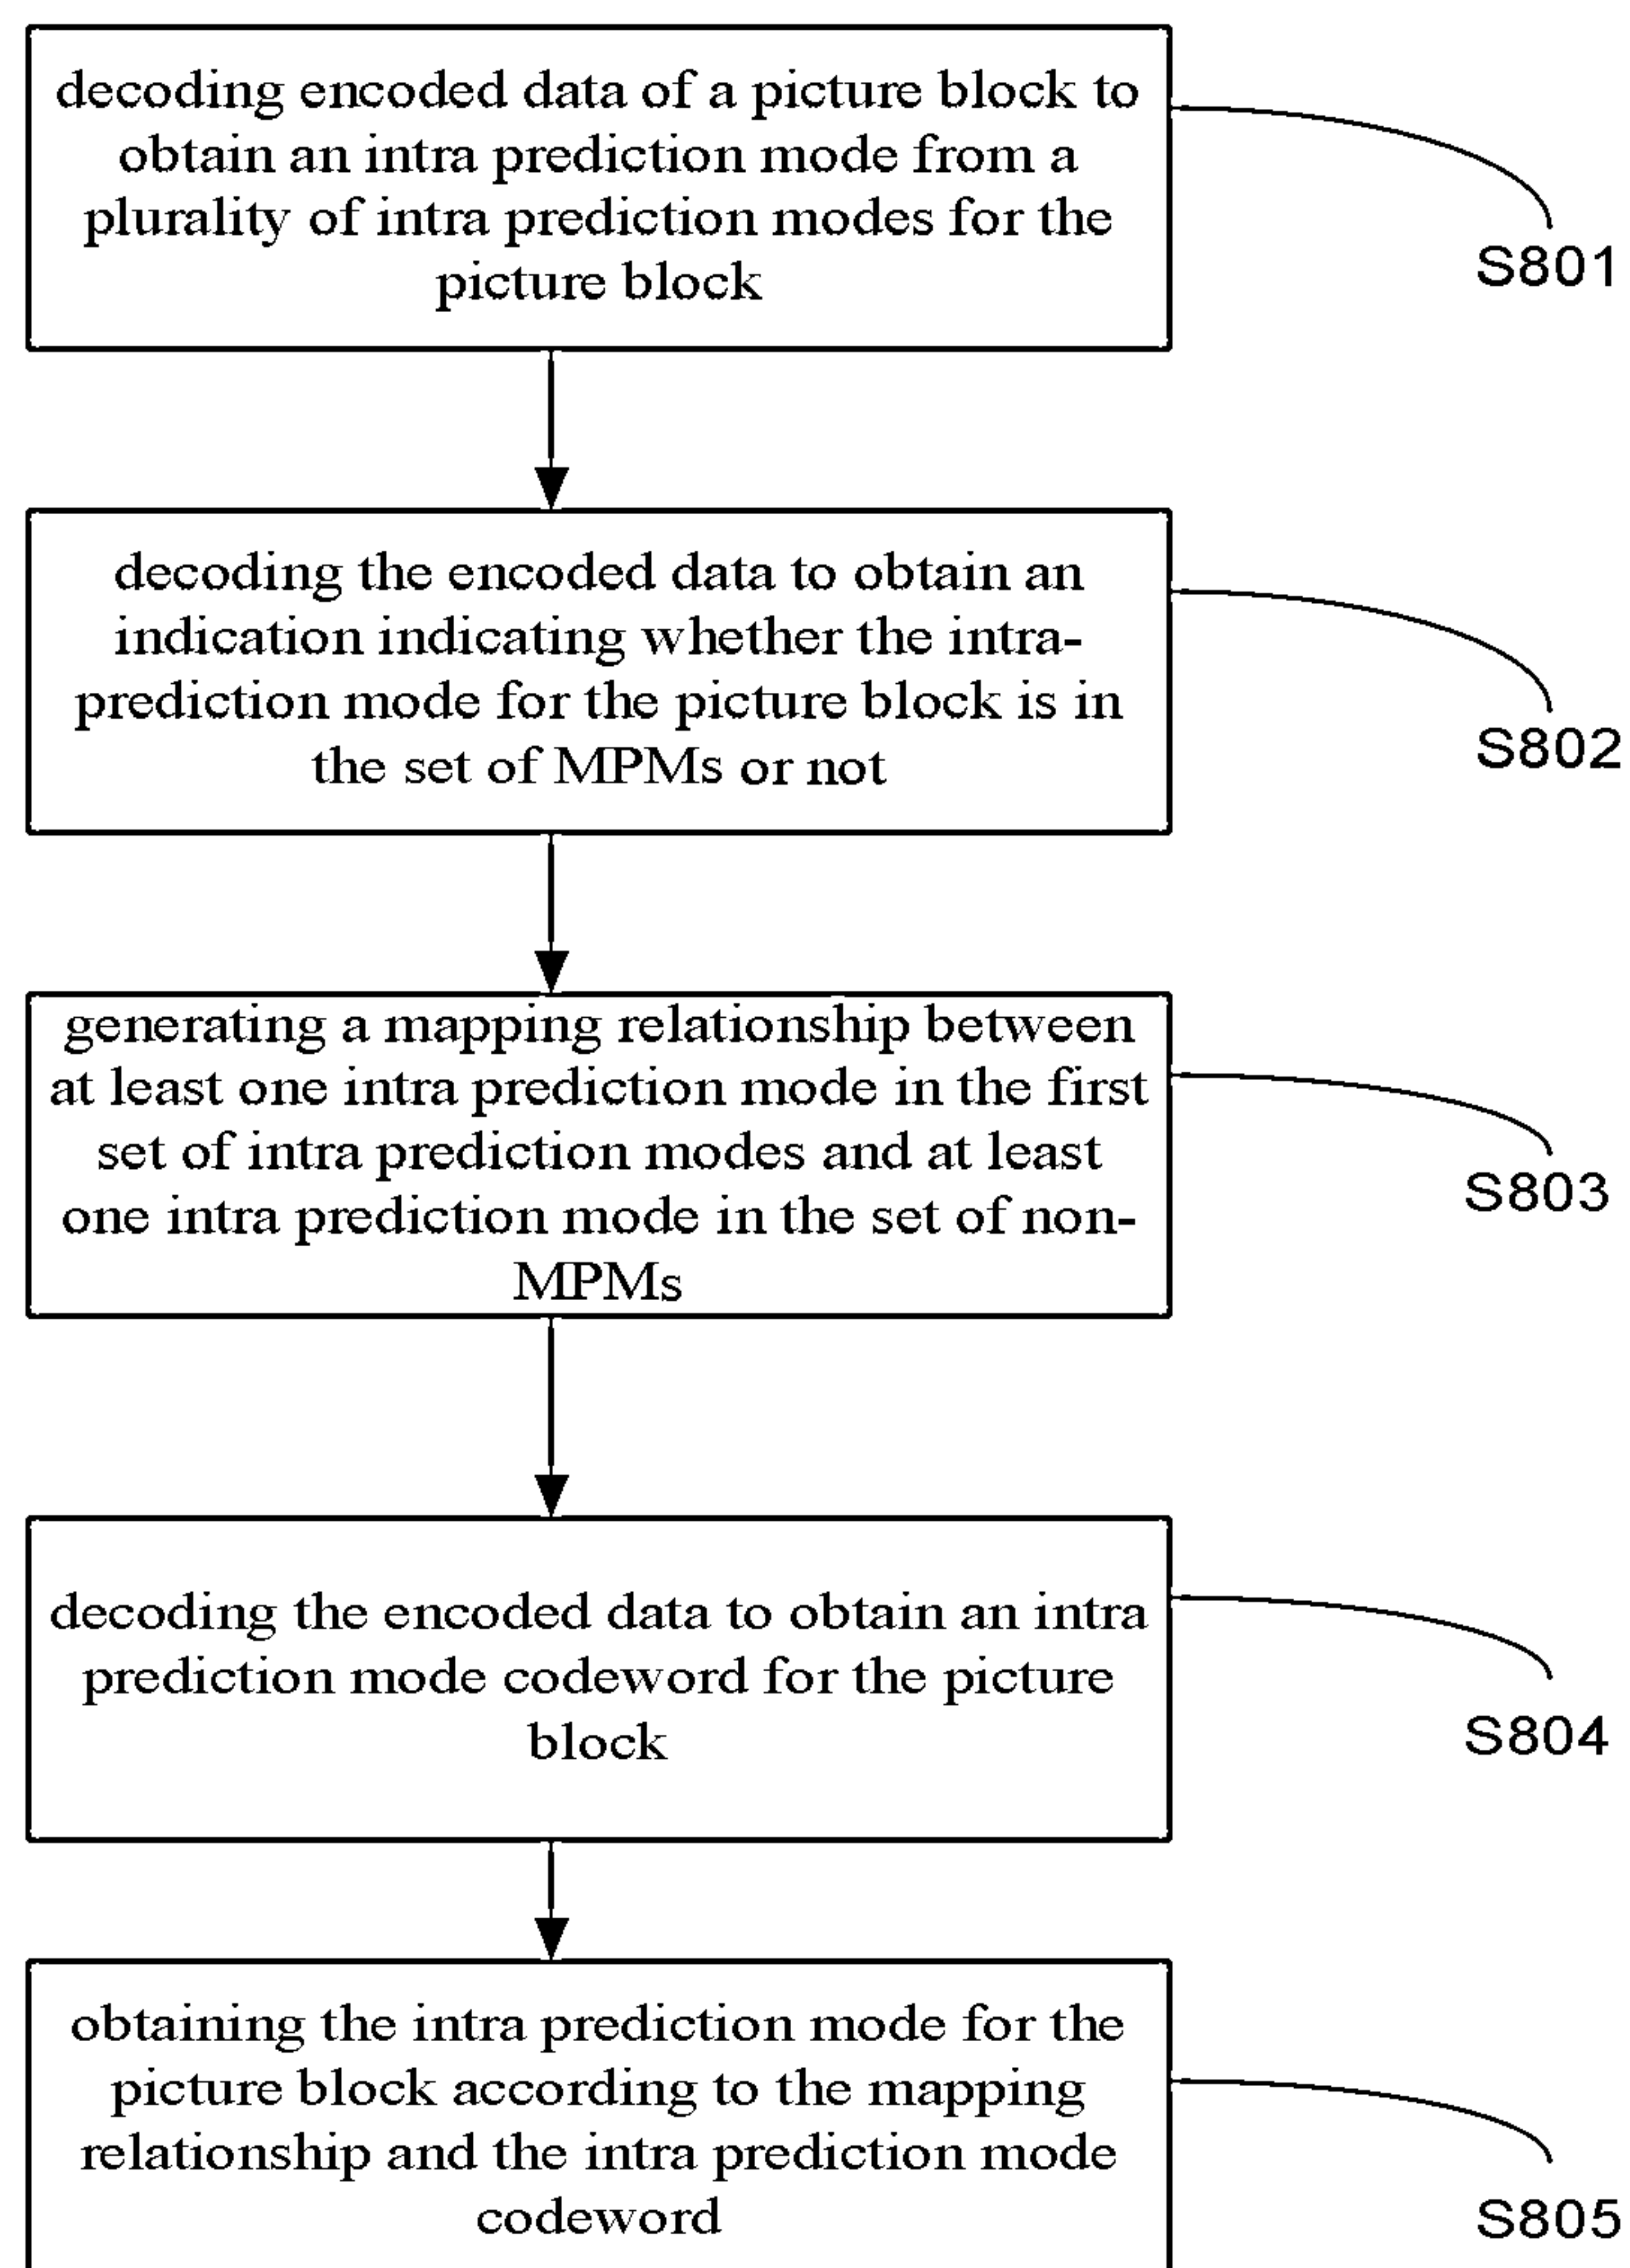 decoding encoded data of a picture block to
obtain an intra prediction mode from a
plurality of intra prediction modes for the
picture block
S801
decoding the encoded data to obtain an
indication indicating whether the intra-
prediction mode for the picture block is in
the set of MPMs or not
S802
generating a mapping relationship between
at least one intra prediction mode in the first
set of intra prediction modes and at least
one intra prediction mode in the set of non-
MPMs
S803
decoding the encoded data to obtain an intra
prediction mode codeword for the picture
block
S804
obtaining the intra prediction mode for the
picture block according to the mapping
relationship and the intra prediction mode
codeword
S805